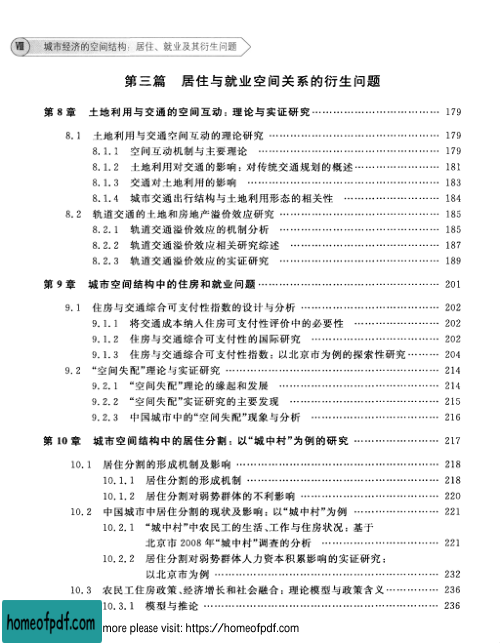 Ⅷ 城市经济的空间结构：居住、就业及其衍生问题
第三篇 居住与就业空间关系的衍生问题
第 8 章 土地利用与交通的空间互动：理论与实证研究 …………………………… 179
8.1 土地利用与交通空间互动的理论研究 …………………………… 179
8.1.1 空间互动机制与主要理论 …………………………… 179
8.1.2 土地利用对交通的影响：对传统交通规划的概述 ………………… 181
8.1.3 交通对土地利用的影响 …………………………… 183
8.1.4 城市交通出行结构与土地利用形态的相关性 ………………… 184
8.2 轨道交通的土地和房地产溢价效应研究 …………………………… 185
8.2.1 轨道交通溢价效应的机制分析 …………………………… 185
8.2.2 轨道交通溢价效应相关研究综述 …………………………… 187
8.2.3 轨道交通溢价效应的实证研究 …………………………… 189
第 9 章 城市空间结构中的住房和就业问题 …………………………… 201
9.1 住房与交通综合可支付性指数的设计与分析 ………………………… 202
9.1.1 将交通成本纳入住房可支付性评价中的必要性 ………………… 202
9.1.2 住房与交通综合可支付性的国际研究 ………………………… 202
9.1.3 住房与交通综合可支付性指数：以北京市为例的探索性研究 ……… 204
9.2 “空间失配”理论与实证研究 …………………………… 214
9.2.1 “空间失配”理论的缘起和发展 …………………………… 214
9.2.2 “空间失配”实证研究的主要发现 …………………………… 215
9.2.3 中国城市中的“空间失配”现象与分析 ………………………… 216
第 10 章 城市空间结构中的居住分割：以“城中村”为例的研究 ………………… 217
10.1 居住分割的形成机制及影响 …………………………… 218
10.1.1 居住分割的形成机制 …………………………… 218
10.1.2 居住分割对弱势群体的不利影响 …………………………… 220
10.2 中国城市中居住分割的现状及影响：以“城中村”为例 ………………… 221
10.2.1 “城中村”中农民工的生活、工作与住房状况：基于
北京市 2008 年“城中村”调查的分析 ………………………… 221
10.2.2 居住分割对弱势群体人力资本积累影响的实证研究：
以北京市为例 …………………………… 232
10.3 农民工住房政策、经济增长和社会融合：理论模型与政策含义 ………… 236
10.3.1 模型与推论 …………………………… 236
homeofpdf.com more please visit: https://homeofpdf.com